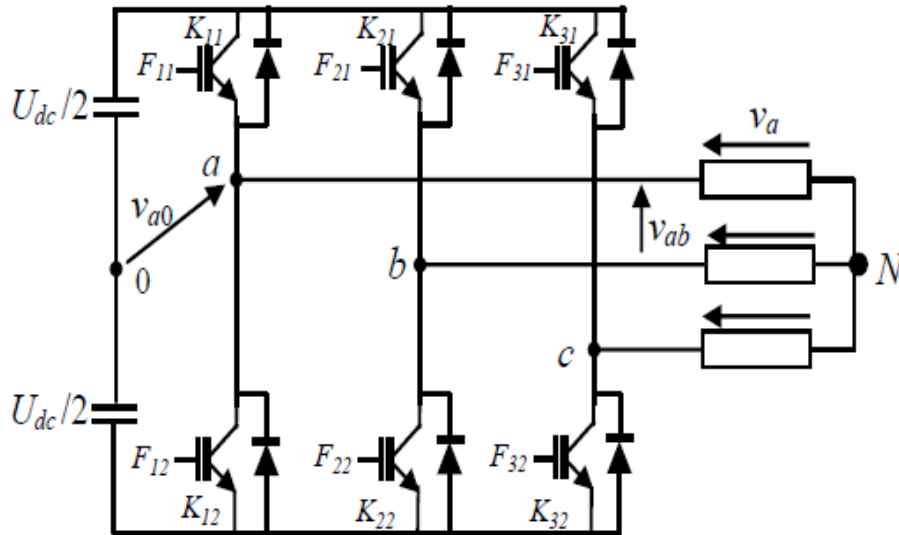 K11
K21
K31
F11
F21
F31
Udc/2
va
a
va0
vab
0
b
N
c
Udc/2
F12
F22
F32
K12
K22
K32